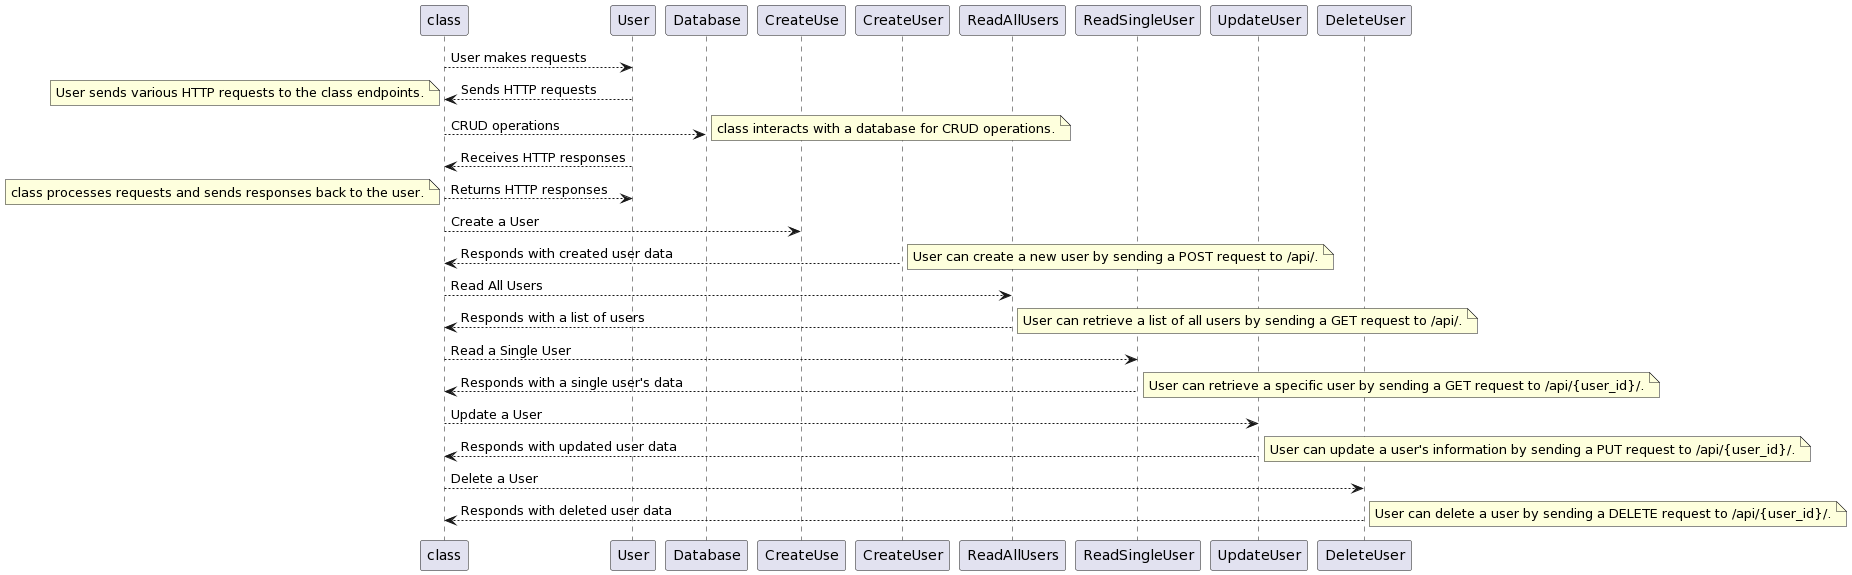 class User Database CreateUse CreateUser ReadAllUsers ReadSingleUser UpdateUser DeleteUser
User makes requests
User sends various HTTP requests to the class endpoints. Sends HTTP requests
CRUD operations class interacts with a database for CRUD operations.
Receives HTTP responses
class processes requests and sends responses back to the user. Returns HTTP responses
Create a User
Responds with created user data User can create a new user by sending a POST request to /api/.
Read All Users
Responds with a list of users User can retrieve a list of all users by sending a GET request to /api/.
Read a Single User
Responds with a single user's data User can retrieve a specific user by sending a GET request to /api/{user_id}/.
Update a User
Responds with updated user data User can update a user's information by sending a PUT request to /api/{user_id}/.
Delete a User
Responds with deleted user data User can delete a user by sending a DELETE request to /api/{user_id}/.
class User Database CreateUse CreateUser ReadAllUsers ReadSingleUser UpdateUser DeleteUser